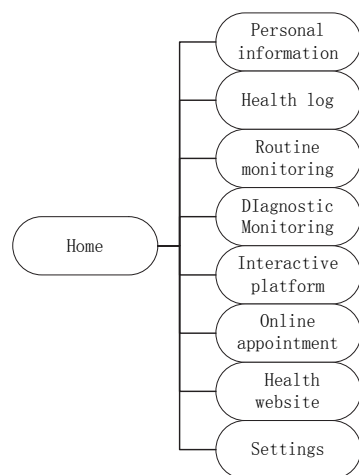 Personal
information
Health log
Routine
monitoring
DIagnostic
Monitoring
Home
Interactive
platform
Online
appointment
Health
website
Settings